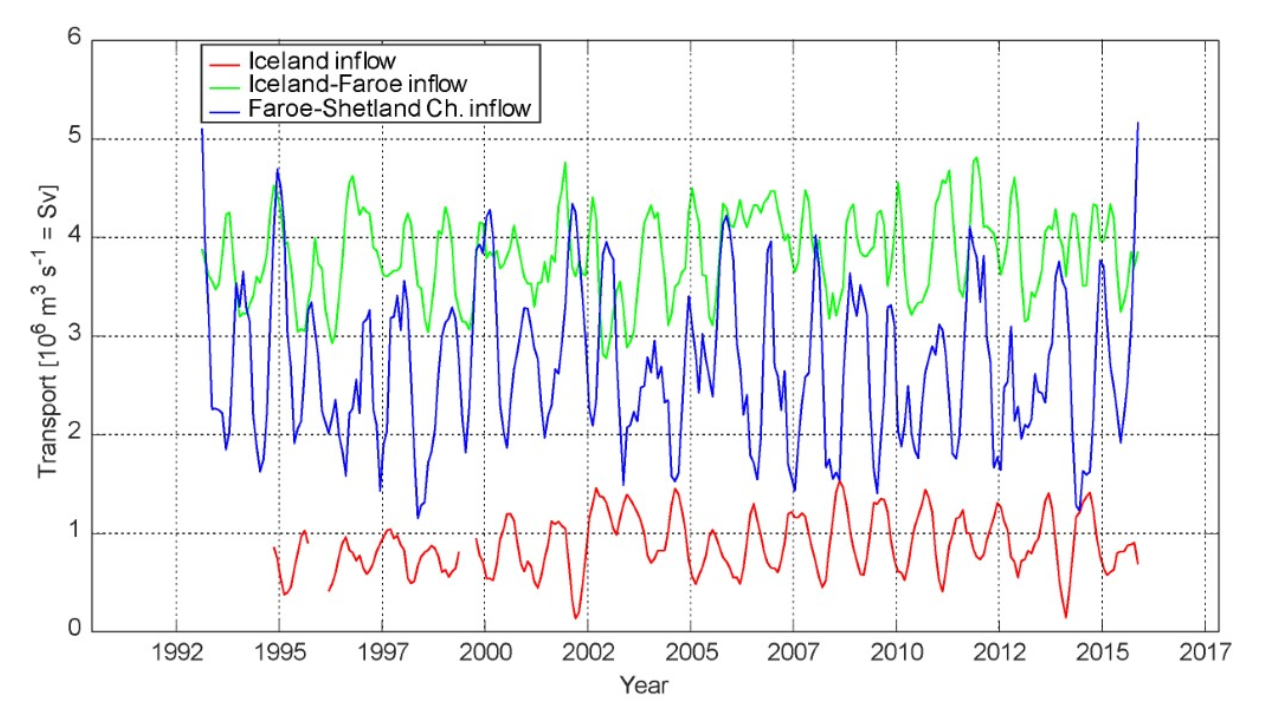 6
5
4
3
2
1
0
Transport [10⁶ m³ s⁻¹ = Sv]
Iceland inflow
Iceland-Faroe inflow
Faroe-Shetland Ch. inflow
1992 1995 1997 2000 2002 2005 2007 2010 2012 2015 2017
Year